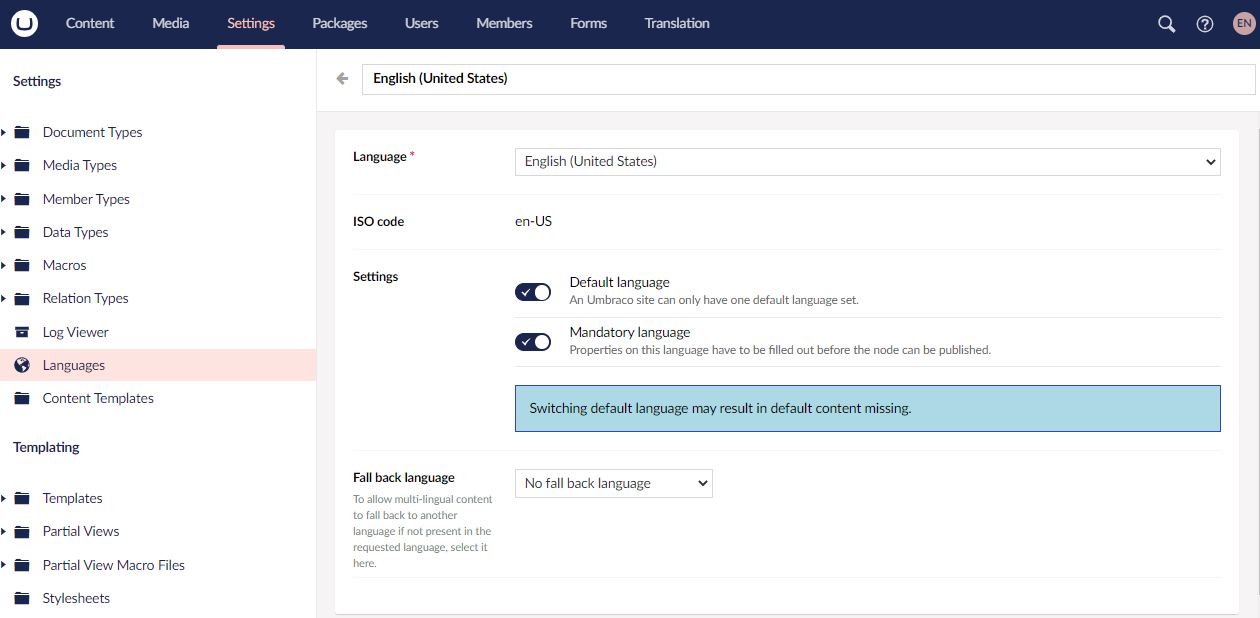 Content Media Settings Packages Users Members Forms Translation EN
Settings
Document Types
Media Types
Member Types
Data Types
Macros
Relation Types
Log Viewer
Languages
Content Templates
Templating
Templates
Partial Views
Partial View Macro Files
Stylesheets
English (United States)
Language * English (United States)
ISO code en-US
Settings
Default language
An Umbraco site can only have one default language set.
Mandatory language
Properties on this language have to be filled out before the node can be published.
Switching default language may result in default content missing.
Fall back language No fall back language
To allow multi-lingual content
to fall back to another
language if not present in the
requested language, select it
here.